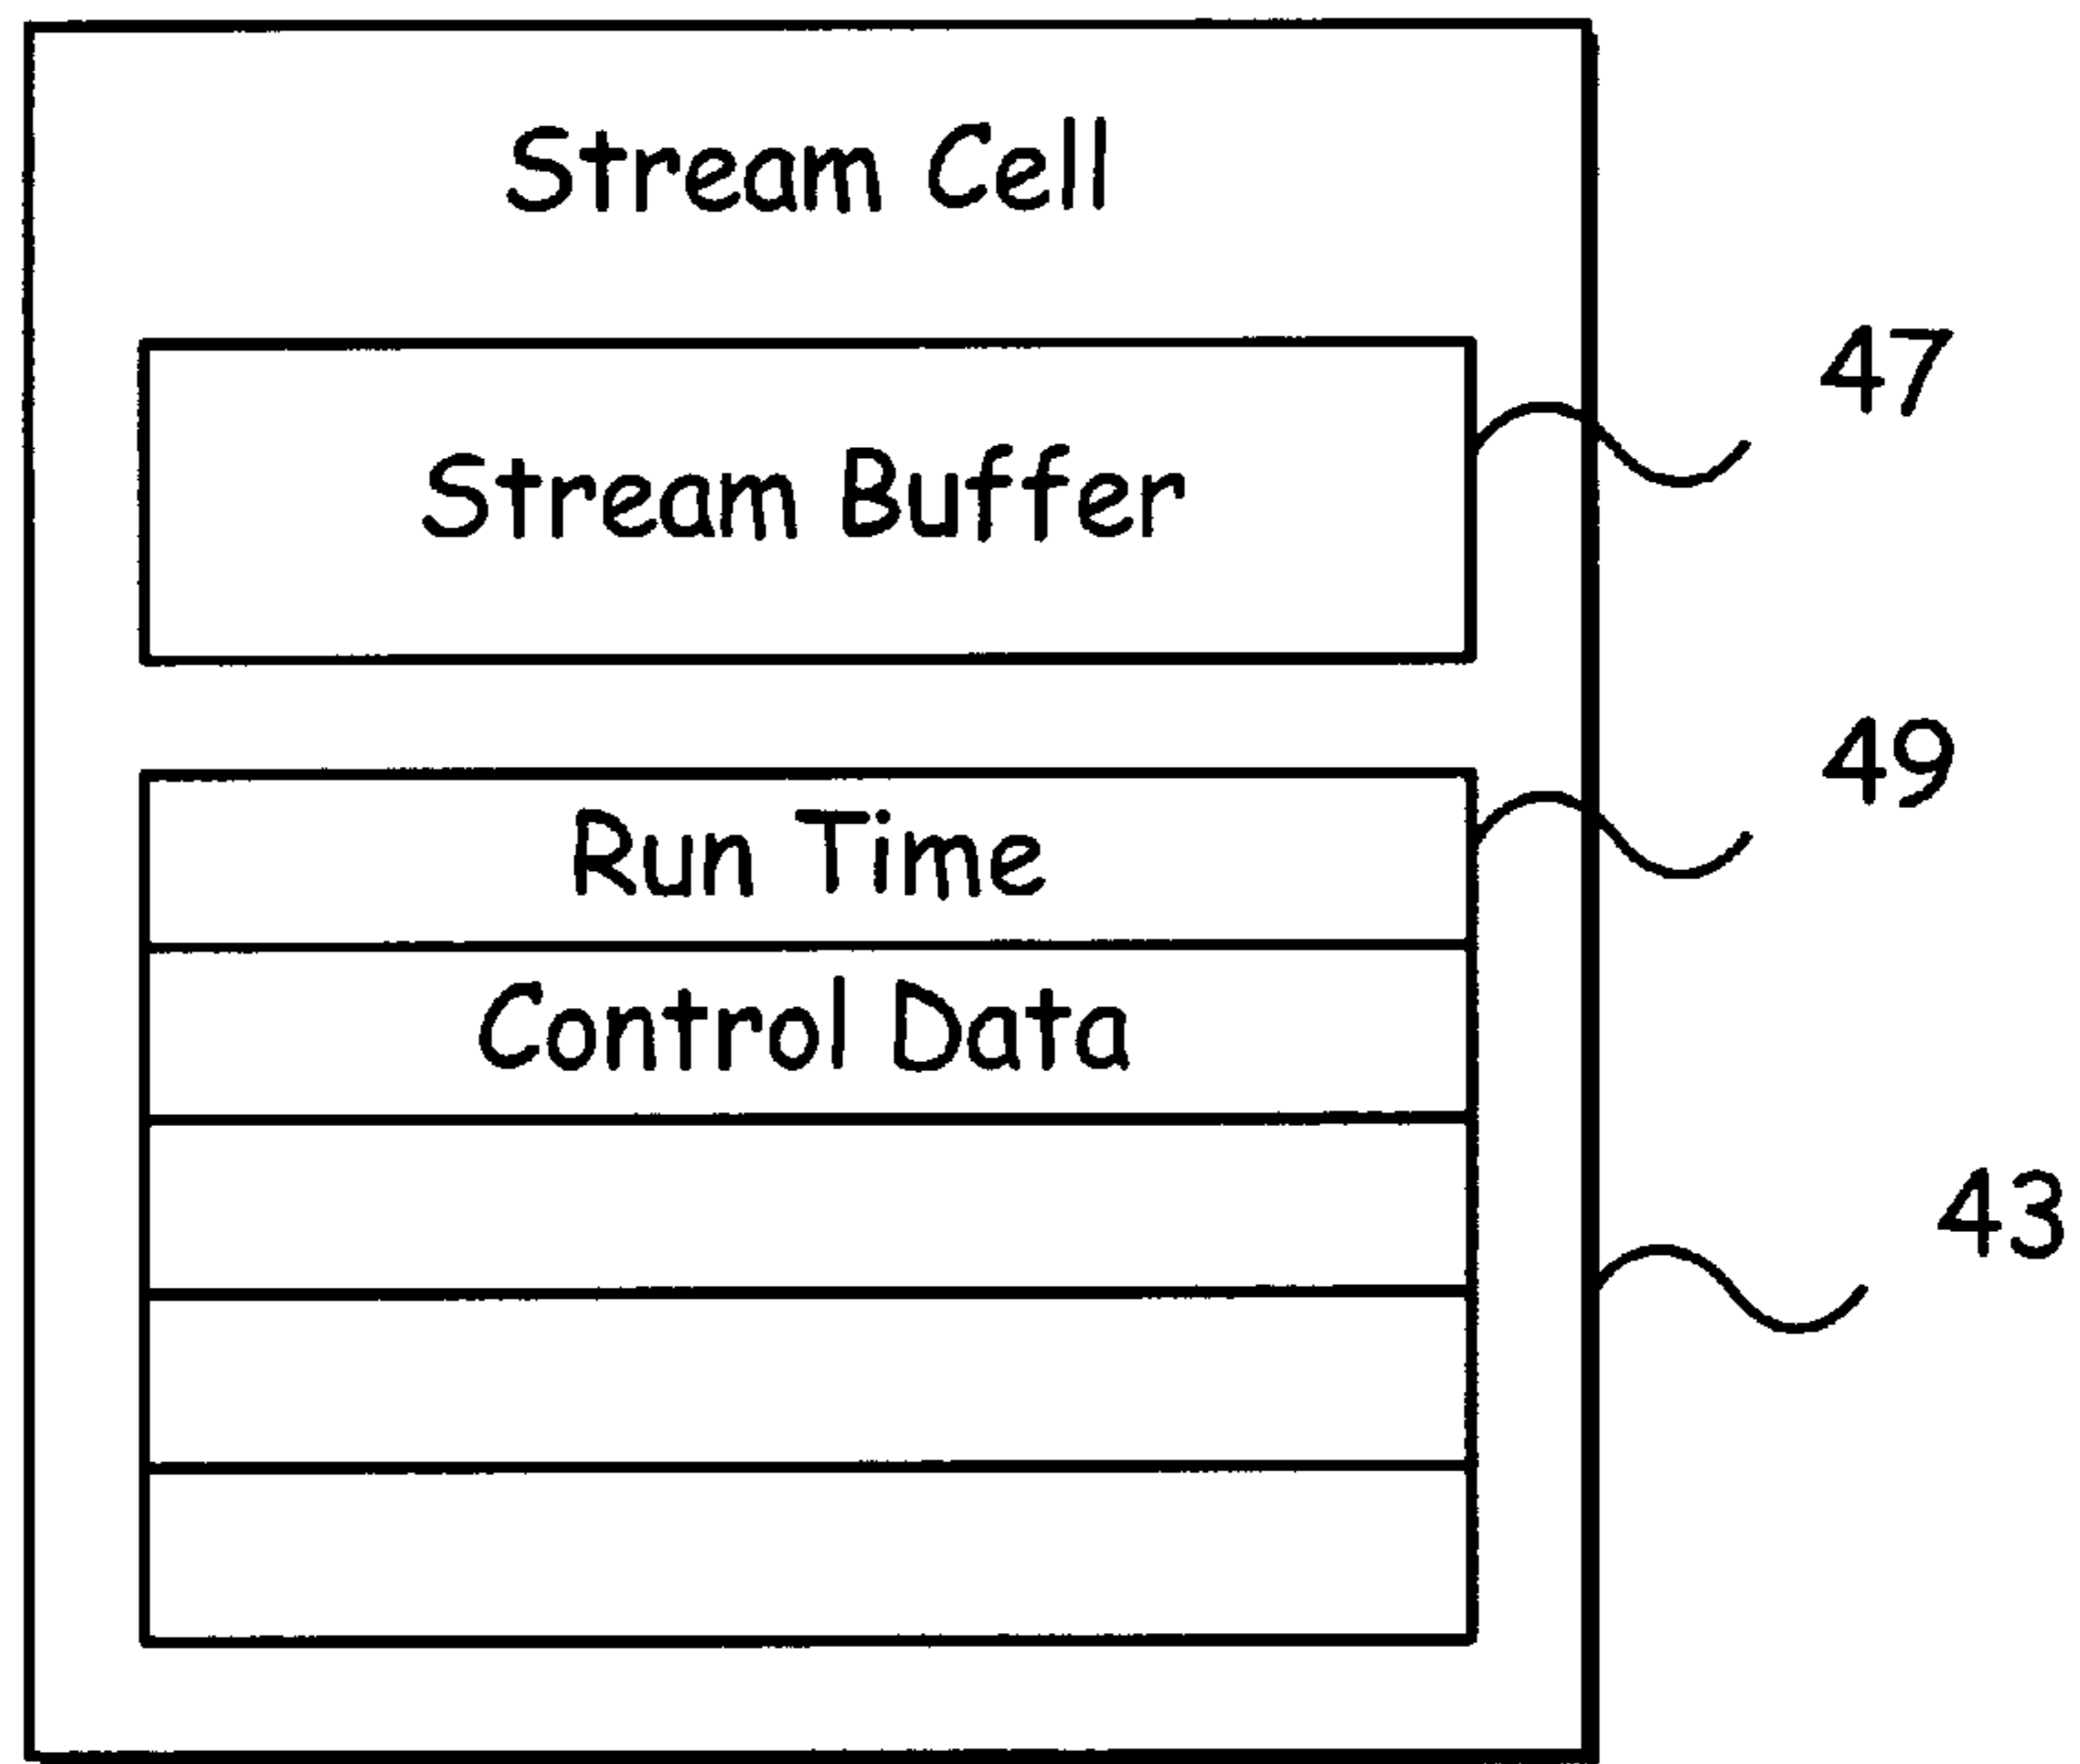 Stream Cell
47
Stream Buffer
49
Run Time
Control Data
43